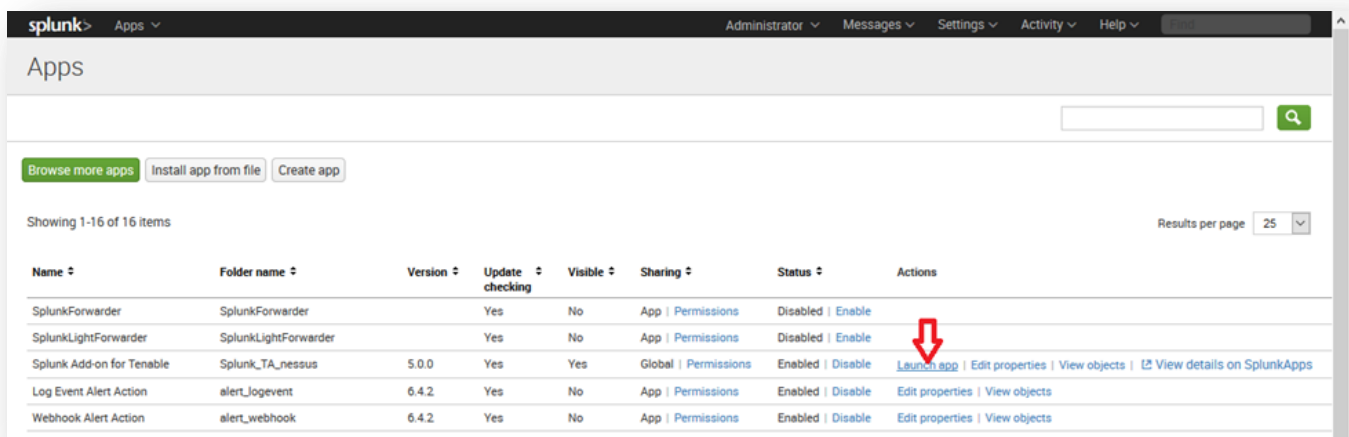 splunk> Apps Administrator Messages Settings Activity Help Find
Apps
Browse more apps Install app from file Create app
Showing 1-16 of 16 items Results per page 25
Name Folder name Version Update checking Visible Sharing Status Actions
SplunkForwarder SplunkForwarder Yes No App | Permissions Disabled | Enable
SplunkLightForwarder SplunkLightForwarder Yes No App | Permissions Disabled | Enable
Splunk Add-on for Tenable Splunk_TA_nessus 5.0.0 Yes Yes Global | Permissions Enabled | Disable Launch app | Edit properties | View objects | View details on SplunkApps
Log Event Alert Action alert_logevent 6.4.2 Yes No App | Permissions Enabled | Disable Edit properties | View objects
Webhook Alert Action alert_webhook 6.4.2 Yes No App | Permissions Enabled | Disable Edit properties | View objects